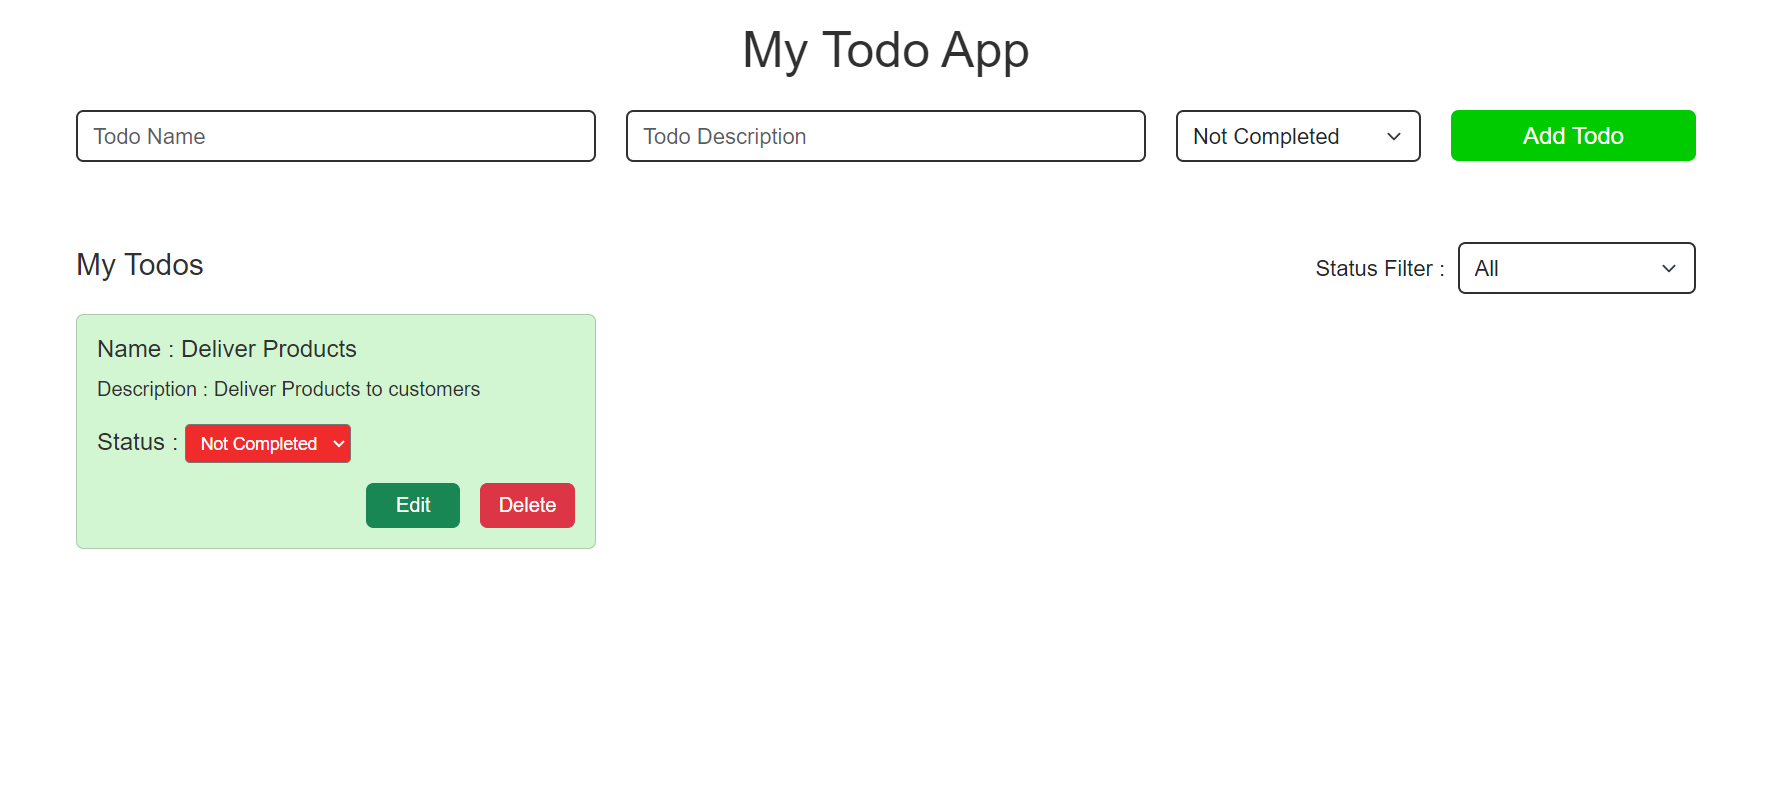 My Todo App
Todo Name
Todo Description
Not Completed
Add Todo
My Todos
Status Filter :
All
Name : Deliver Products
Description : Deliver Products to customers
Status :
Not Completed
Edit
Delete